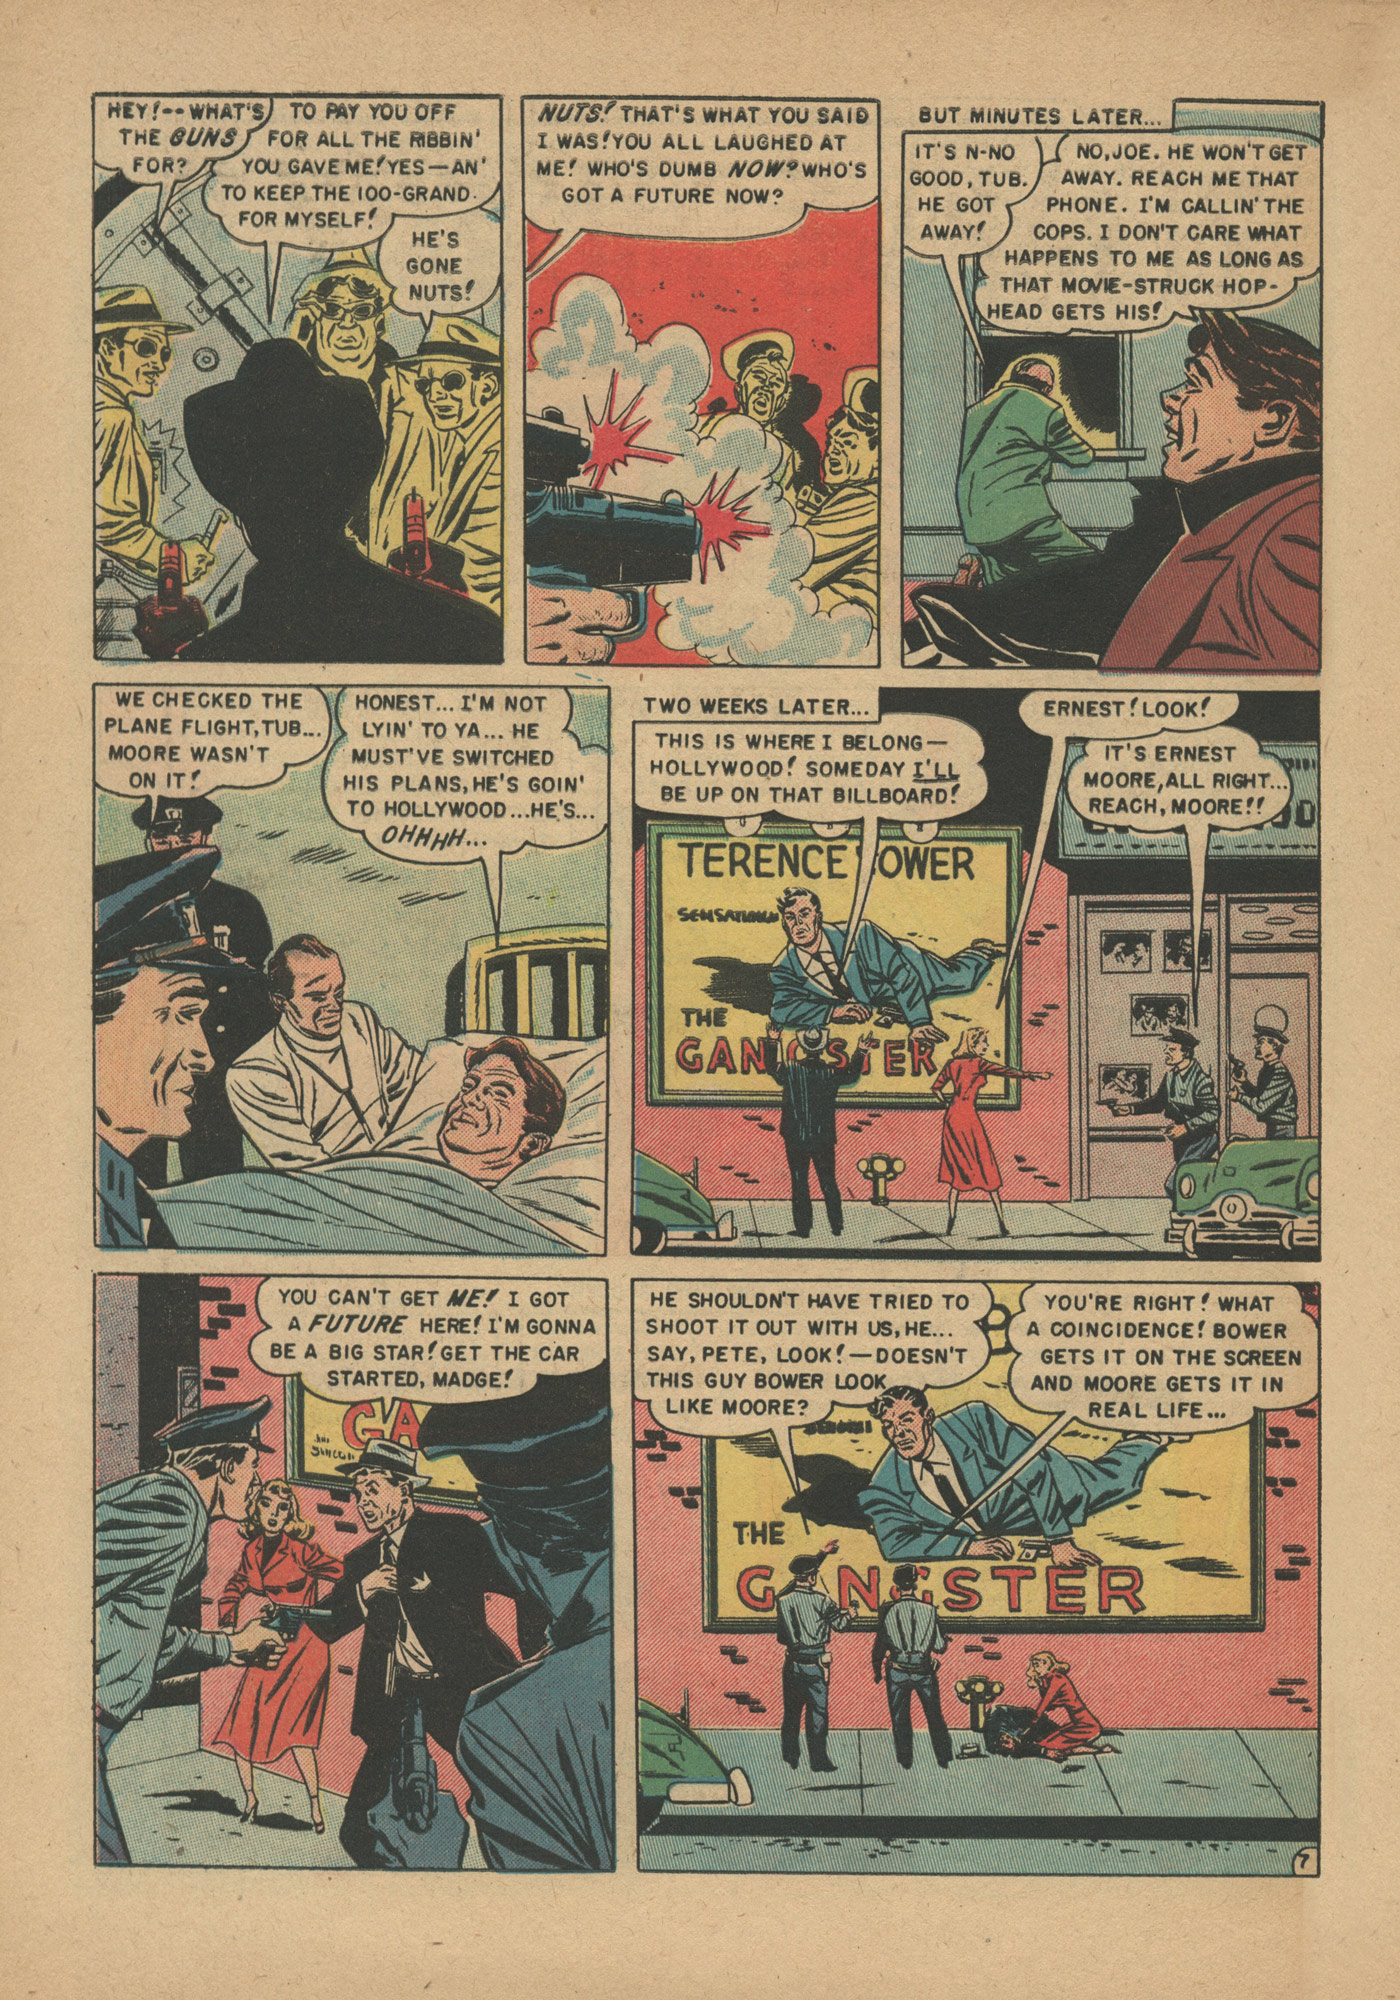 HEY!--WHAT'S
THE GUNS
FOR?
TO PAY YOU OFF
FOR ALL THE RIBBIN'
YOU GAVE ME! YES—AN'
TO KEEP THE 100-GRAND
FOR MYSELF!
HE'S
GONE
NUTS!
NUTS! THAT'S WHAT YOU SAID
I WAS! YOU ALL LAUGHED AT
ME! WHO'S DUMB NOW? WHO'S
GOT A FUTURE NOW?
BUT MINUTES LATER...
IT'S N-NO
GOOD, TUB.
HE GOT
AWAY!
NO, JOE. HE WON'T GET
AWAY. REACH ME THAT
PHONE. I'M CALLIN' THE
COPS. I DON'T CARE WHAT
HAPPENS TO ME AS LONG AS
THAT MOVIE-STRUCK HOP-
HEAD GETS HIS!
WE CHECKED THE
PLANE FLIGHT, TUB...
MOORE WASN'T
ON IT!
HONEST... I'M NOT
LYIN' TO YA... HE
MUST'VE SWITCHED
HIS PLANS, HE'S GOIN'
TO HOLLYWOOD... HE'S...
OHHHH...
TWO WEEKS LATER...
THIS IS WHERE I BELONG—
HOLLYWOOD! SOMEDAY I'LL
BE UP ON THAT BILLBOARD!
ERNEST! LOOK!
IT'S ERNEST
MOORE, ALL RIGHT...
REACH, MOORE!!
TERENCE BOWER
SENSATIONAL
THE
GANGSTER
YOU CAN'T GET ME! I GOT
A FUTURE HERE! I'M GONNA
BE A BIG STAR! GET THE CAR
STARTED, MADGE!
GA
HE SHOULDN'T HAVE TRIED TO
SHOOT IT OUT WITH US, HE...
SAY, PETE, LOOK!—DOESN'T
THIS GUY BOWER LOOK
LIKE MOORE?
YOU'RE RIGHT! WHAT
A COINCIDENCE! BOWER
GETS IT ON THE SCREEN
AND MOORE GETS IT IN
REAL LIFE...
THE
GANGSTER
7